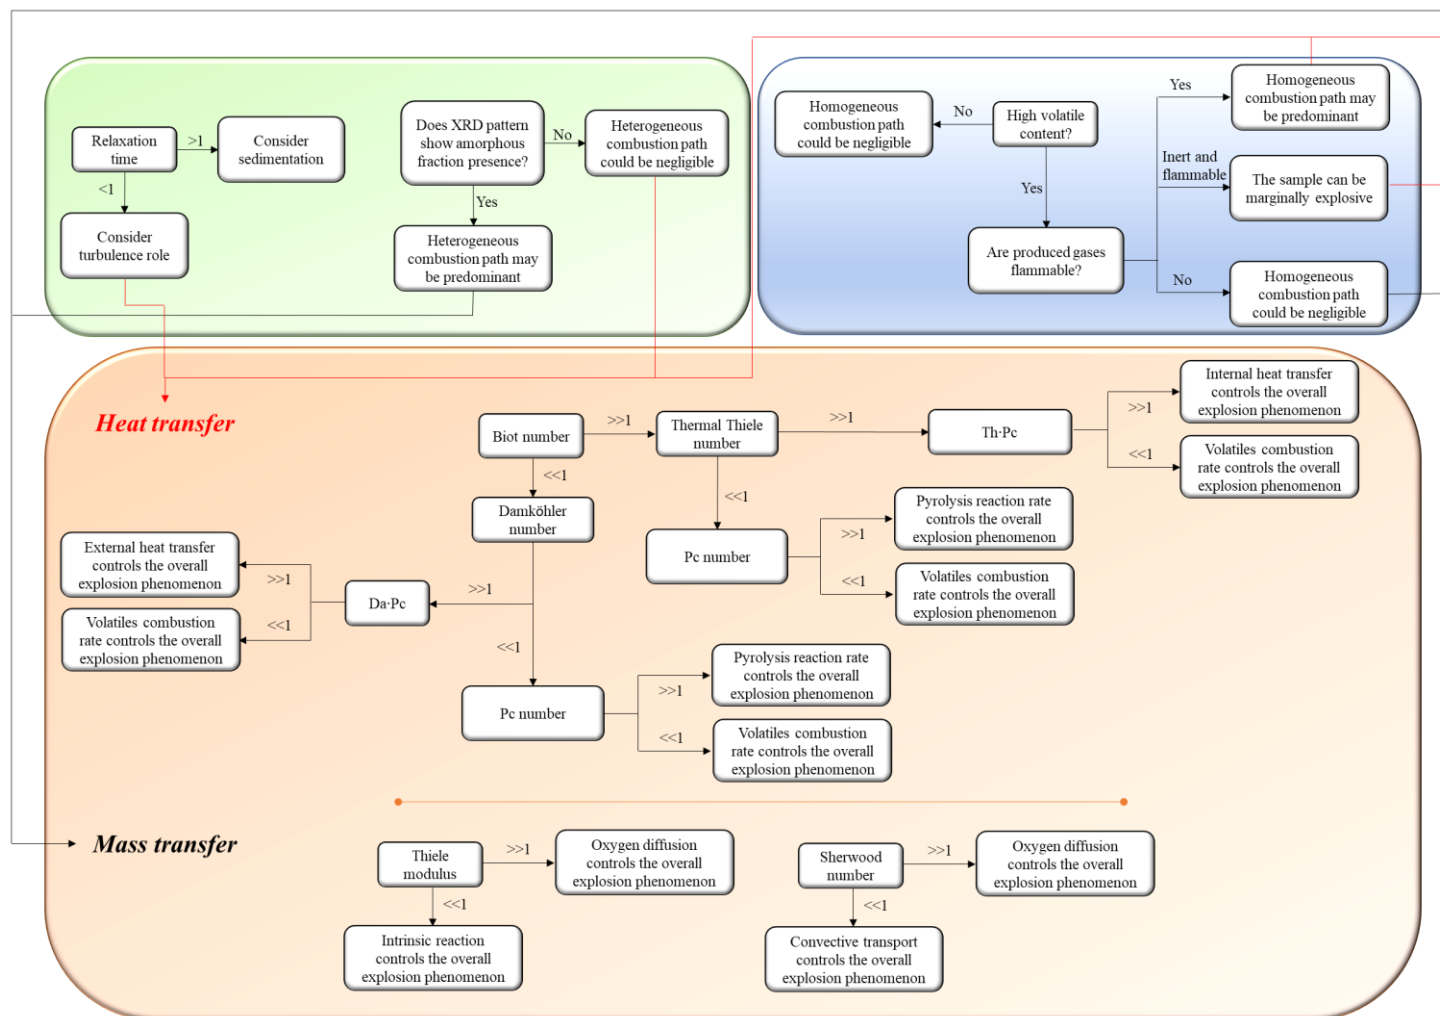 Relaxation
time
>1
Consider
sedimentation
<1
Consider
turbulence role
Does XRD pattern
show amorphous
fraction presence?
No
Heterogeneous
combustion path
could be negligible
Yes
Heterogeneous
combustion path may
be predominant
Homogeneous
combustion path
could be negligible
No
High volatile
content?
Yes
Are produced gases
flammable?
Yes
Homogeneous
combustion path may
be predominant
Inert and
flammable
The sample can be
marginally explosive
No
Homogeneous
combustion path
could be negligible
Heat transfer
Biot number
>>1
Thermal Thiele
number
>>1
Th·Pc
>>1
Internal heat transfer
controls the overall
explosion phenomenon
<<1
Volatiles combustion
rate controls the overall
explosion phenomenon
<<1
Damköhler
number
<<1
Pc number
>>1
Pyrolysis reaction rate
controls the overall
explosion phenomenon
<<1
Volatiles combustion
rate controls the overall
explosion phenomenon
External heat transfer
controls the overall
explosion phenomenon
>>1
Da·Pc
>>1
<<1
Volatiles combustion
rate controls the overall
explosion phenomenon
<<1
Pc number
>>1
Pyrolysis reaction rate
controls the overall
explosion phenomenon
<<1
Volatiles combustion
rate controls the overall
explosion phenomenon
Mass transfer
Thiele
modulus
>>1
Oxygen diffusion
controls the overall
explosion phenomenon
<<1
Intrinsic reaction
controls the overall
explosion phenomenon
Sherwood
number
>>1
Oxygen diffusion
controls the overall
explosion phenomenon
<<1
Convective transport
controls the overall
explosion phenomenon